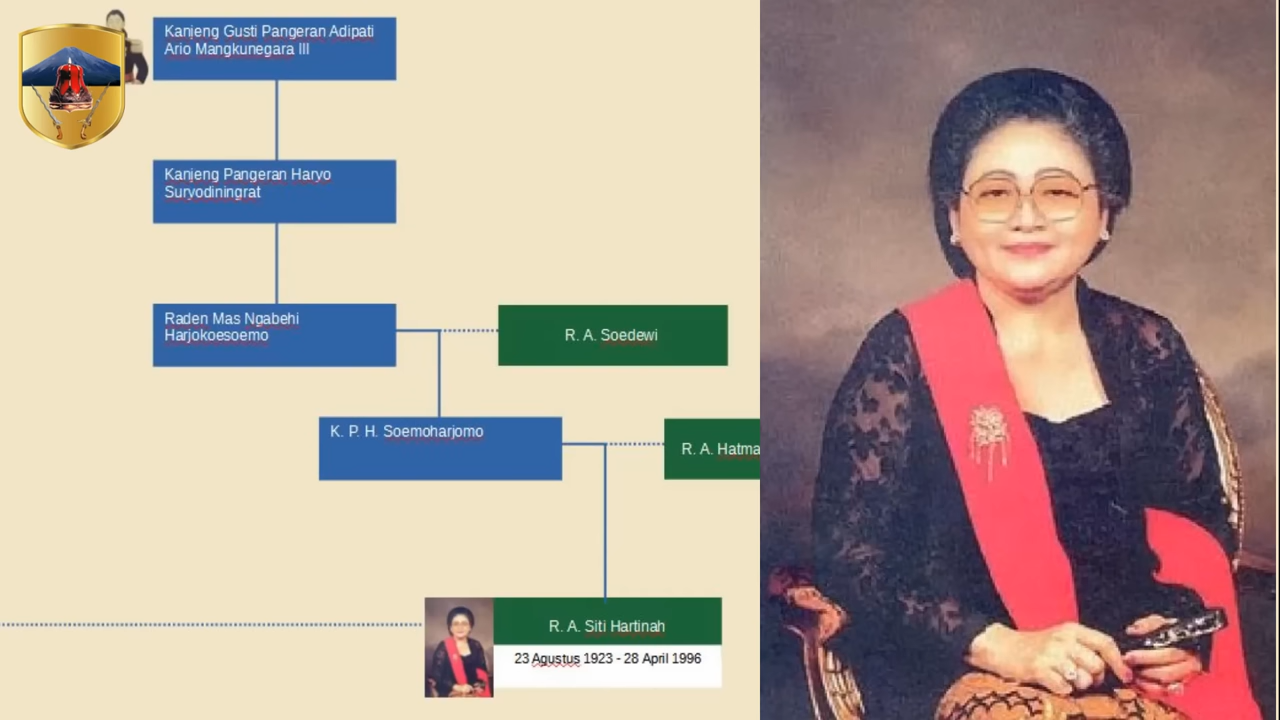 Kanjeng Gusti Pangeran Adipati
Ario Mangkunegara III
Kanjeng Pangeran Haryo
Suryodiningrat
Raden Mas Ngabehi
Harjokoesoemo
R. A. Soedewi
K. P. H. Soemoharjomo
R. A. Hatma
R. A. Siti Hartinah
23 Agustus 1923 - 28 April 1996